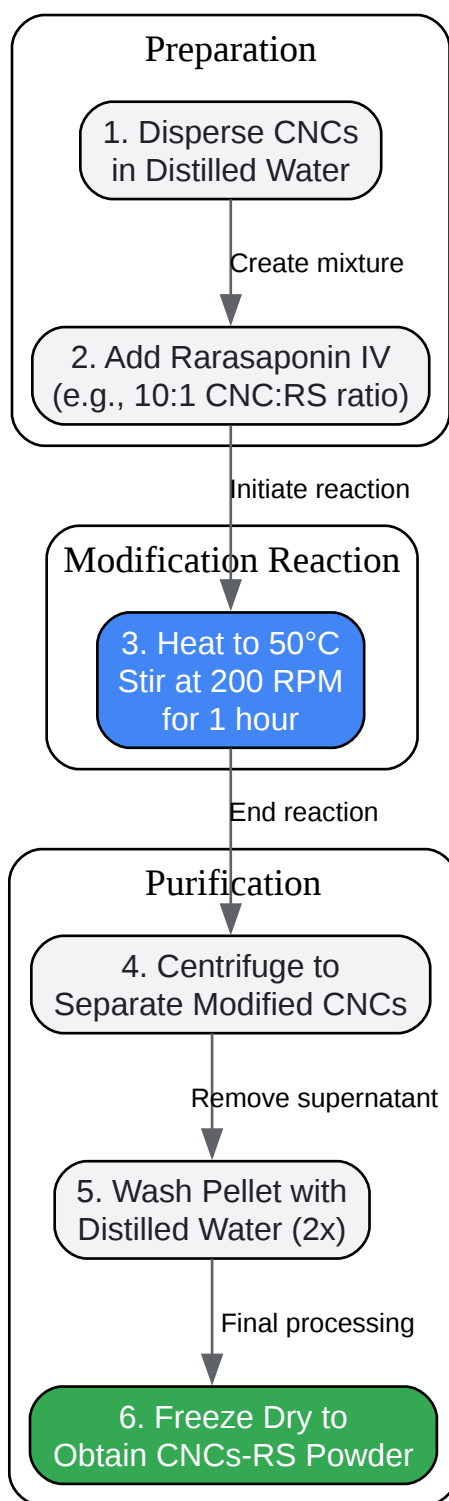 Preparation
1. Disperse CNCs
in Distilled Water
Create mixture
2. Add Rarasaponin IV
(e.g., 10:1 CNC:RS ratio)
Initiate reaction
Modification Reaction
3. Heat to 50°C
Stir at 200 RPM
for 1 hour
End reaction
Purification
4. Centrifuge to
Separate Modified CNCs
Remove supernatant
5. Wash Pellet with
Distilled Water (2x)
Final processing
6. Freeze Dry to
Obtain CNCs-RS Powder